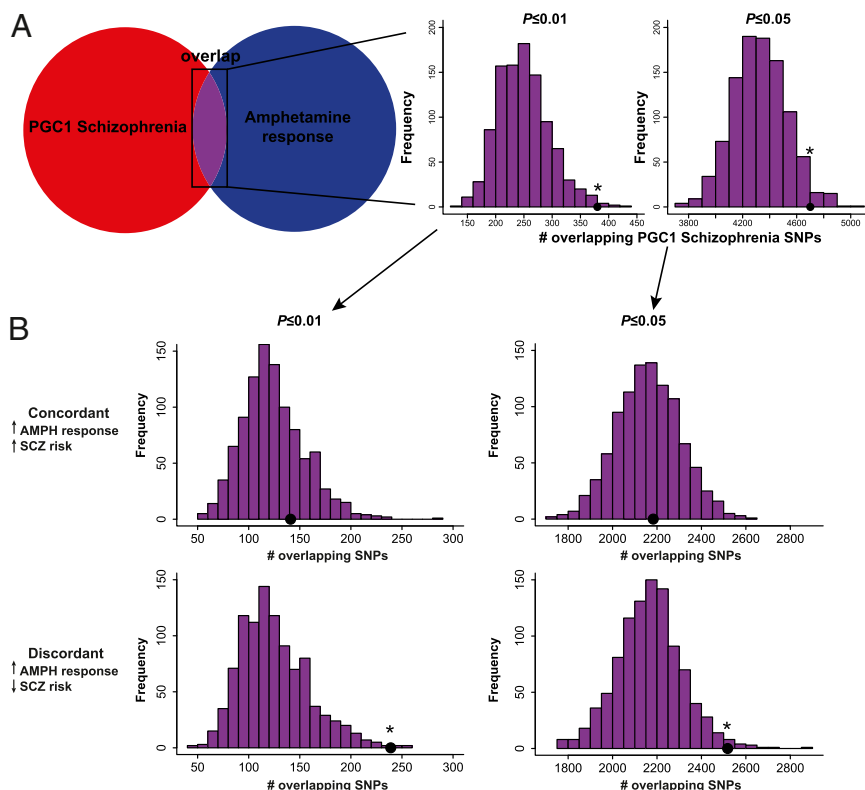 A
overlap
PGC1 Schizophrenia
Amphetamine
response
P≤0.01
Frequency
0 50 100 150 200
150 200 250 300 350 400 450
*
P≤0.05
Frequency
0 50 100 150 200
3800 4200 4600 5000
*
# overlapping PGC1 Schizophrenia SNPs
B
P≤0.01
P≤0.05
Concordant
↑ AMPH response
↑ SCZ risk
Frequency
0 50 100 150
50 100 150 200 250 300
# overlapping SNPs
Frequency
0 50 100 150
1800 2000 2200 2400 2600 2800
# overlapping SNPs
Discordant
↑ AMPH response
↓ SCZ risk
Frequency
0 50 100 150
*
50 100 150 200 250 300
# overlapping SNPs
Frequency
0 50 100 150
*
1800 2000 2200 2400 2600 2800
# overlapping SNPs